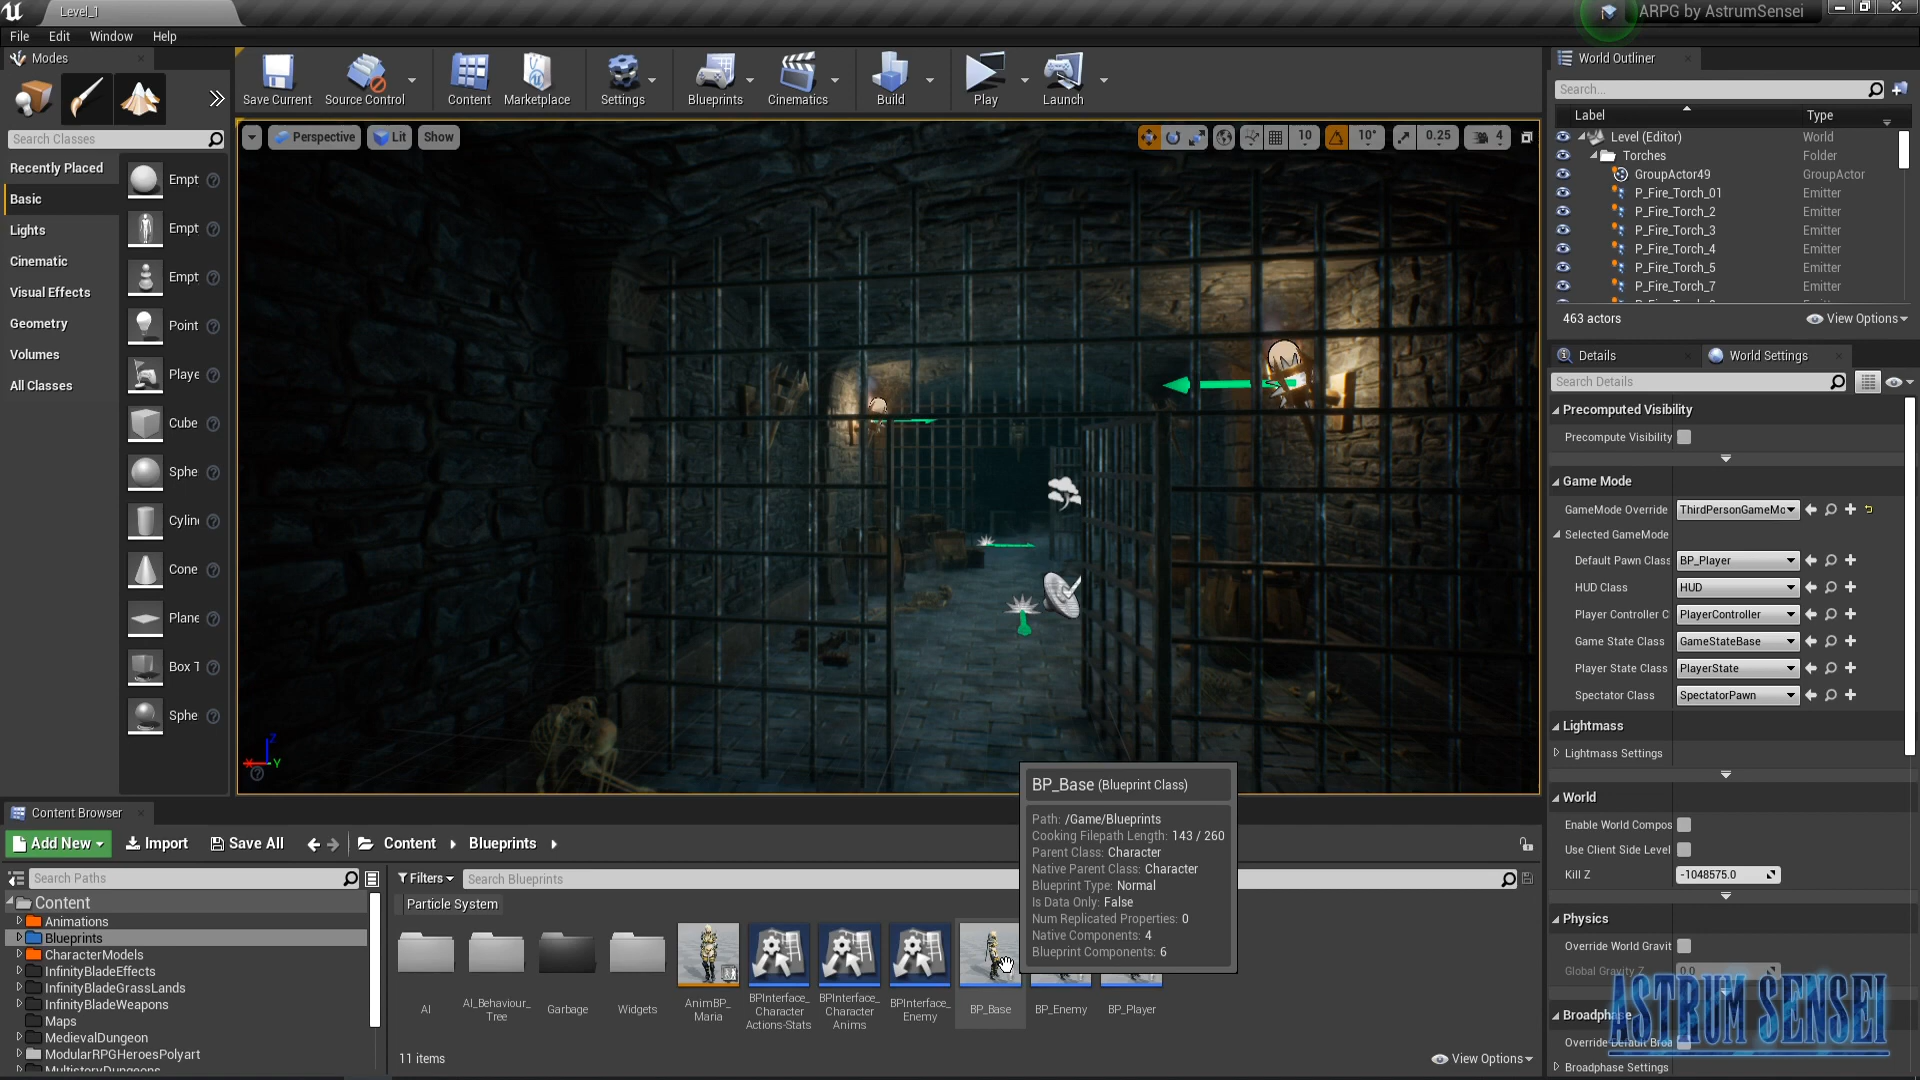 Level_1
ARPG by AstrumSensei
File Edit Window Help
Modes
Save Current
Source Control
Content
Marketplace
Settings
Blueprints
Cinematics
Build
Play
Launch
World Outliner
Search...
Label Type
Level (Editor) World
Torches Folder
GroupActor49 GroupActor
P_Fire_Torch_01 Emitter
P_Fire_Torch_2 Emitter
P_Fire_Torch_3 Emitter
P_Fire_Torch_4 Emitter
P_Fire_Torch_5 Emitter
P_Fire_Torch_7 Emitter
463 actors
View Options
Search Classes
Recently Placed
Basic
Lights
Cinematic
Visual Effects
Geometry
Volumes
All Classes
Empt
Empt
Empt
Point
Playe
Cube
Sphe
Cylin
Cone
Plane
Box T
Sphe
Perspective
Lit
Show
10
10°
0.25
4
X
Y
Z
Details
World Settings
Search Details
Precomputed Visibility
Precompute Visibility
Game Mode
GameMode Override ThirdPersonGameMo
Selected GameMode
Default Pawn Class BP_Player
HUD Class HUD
Player Controller C PlayerController
Game State Class GameStateBase
Player State Class PlayerState
Spectator Class SpectatorPawn
Lightmass
Lightmass Settings
World
Enable World Compos
Use Client Side Level
Kill Z -1048575.0
Physics
Override World Gravit
Global Gravity Z 0.0
Broadphase
Override Default Broa
Broadphase Settings
ASTRUM SENSEI
Content Browser
Add New
Import
Save All
Content
Blueprints
Search Paths
Content
Animations
Blueprints
CharacterModels
InfinityBladeEffects
InfinityBladeGrassLands
InfinityBladeWeapons
Maps
MedievalDungeon
ModularRPGHeroesPolyart
MultistoryDungeons
Filters
Search Blueprints
Particle System
AI
AI_Behaviour_
Tree
Garbage
Widgets
AnimBP_
Maria
BPInterface_
Character
Actions-Stats
BPInterface_
Character
Anims
BPInterface_
Enemy
BP_Base
BP_Enemy
BP_Player
11 items
View Options
BP_Base (Blueprint Class)
Path: /Game/Blueprints
Cooking Filepath Length: 143 / 260
Parent Class: Character
Native Parent Class: Character
Blueprint Type: Normal
Is Data Only: False
Num Replicated Properties: 0
Native Components: 4
Blueprint Components: 6